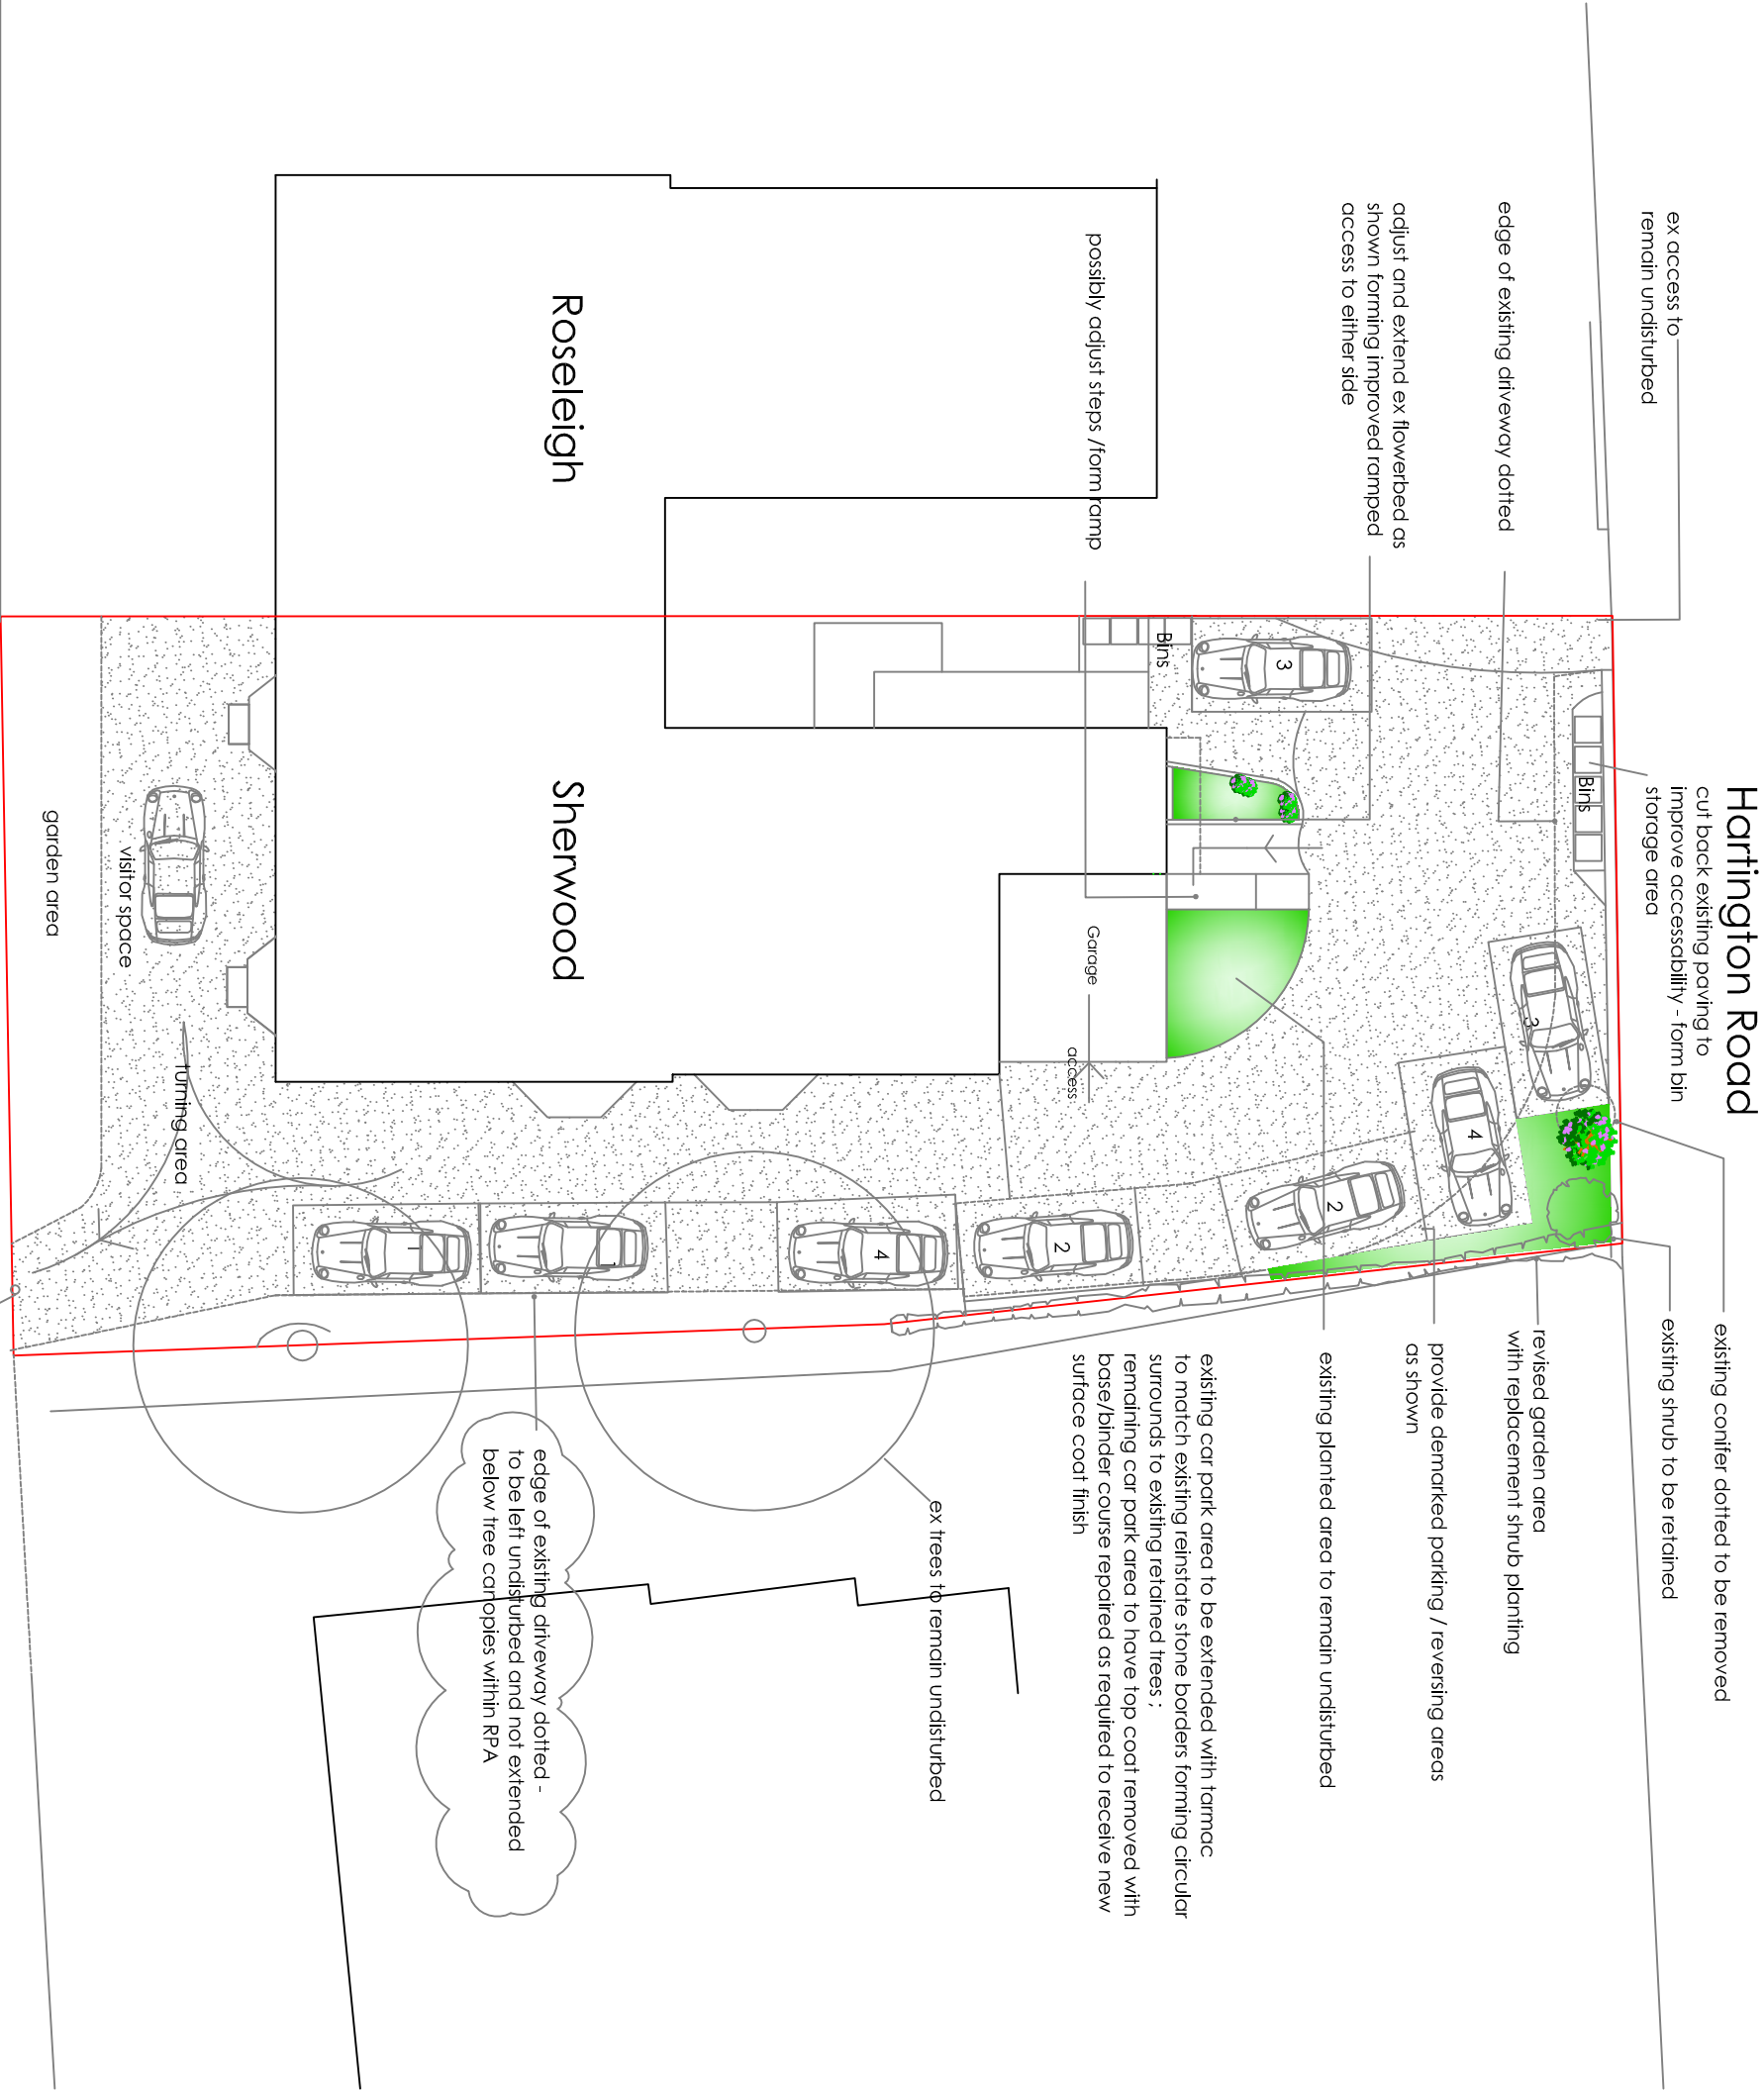 Hartington Road
ex access to
remain undisturbed
edge of existing driveway dotted
adjust and extend ex flowerbed as
shown forming improved ramped
access to either side
possibly adjust steps /form ramp
cut back existing paving to
improve accessability - form bin
storage area
existing conifer dotted to be removed
existing shrub to be retained
revised garden area
with replacement shrub planting
provide demarked parking / reversing areas
as shown
existing planted area to remain undisturbed
existing car park area to be extended with tarmac
to match existing reinstate stone borders forming circular
surrounds to existing retained trees ;
remaining car park area to have top coat removed with
base/binder course repaired as required to receive new
surface coat finish
ex trees to remain undisturbed
edge of existing driveway dotted -
to be left undisturbed and not extended
below tree canopies within RPA
Bins
Bins
3
3
4
2
2
4
1
1
Garage
access
Roseleigh
Sherwood
turning area
visitor space
garden area